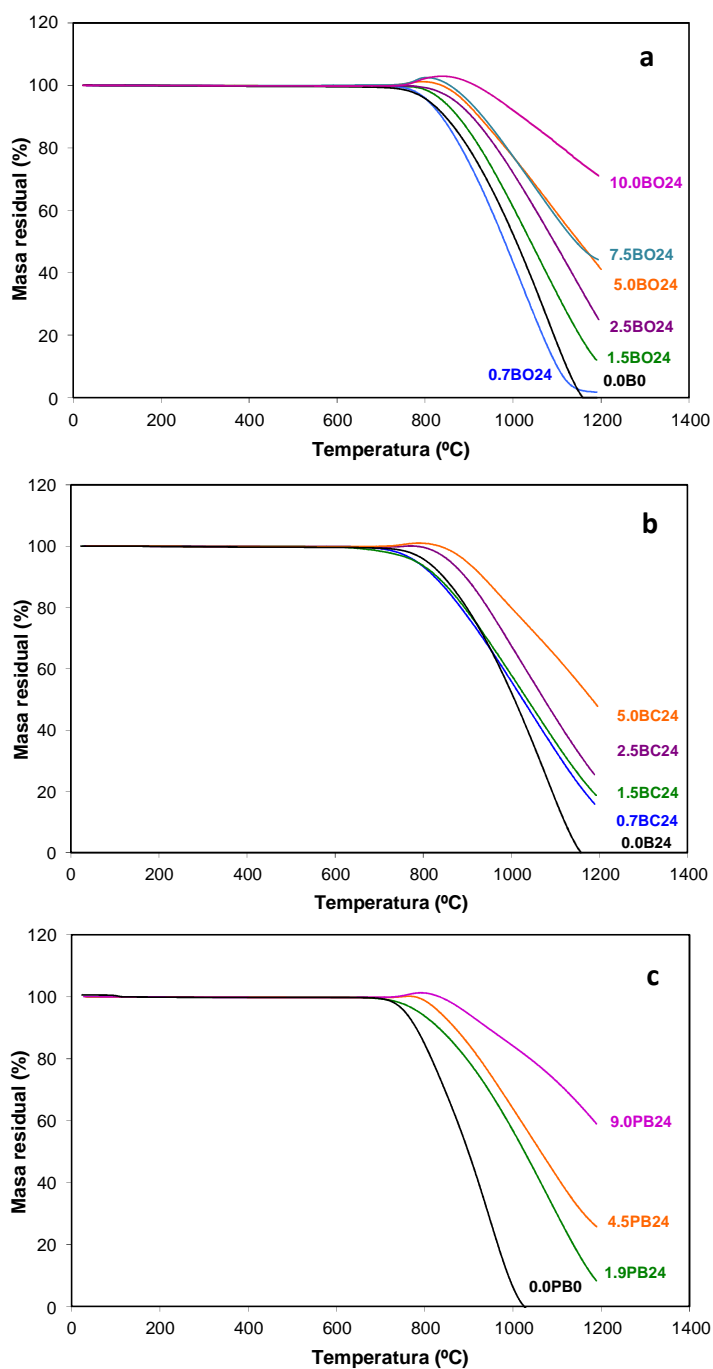 120
a
100
80
10.0BO24
60
7.5BO24
5.0BO24
40
2.5BO24
20
1.5BO24
0.7BO24
0.0B0
0
0 200 400 600 800 1000 1200 1400
Masa residual (%)
Temperatura (ºC)
120
b
100
80
60
5.0BC24
40
2.5BC24
1.5BC24
20
0.7BC24
0.0B24
0
0 200 400 600 800 1000 1200 1400
Masa residual (%)
Temperatura (ºC)
120
c
100
80
60
9.0PB24
40
4.5PB24
20
1.9PB24
0.0PB0
0
0 200 400 600 800 1000 1200 1400
Masa residual (%)
Temperatura (ºC)